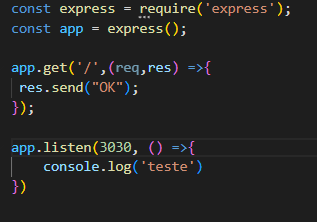 const express = require('express');
const app = express();

app.get('/',(req,res) =>{
 res.send("OK");
});

app.listen(3030, () =>{
    console.log('teste')
})